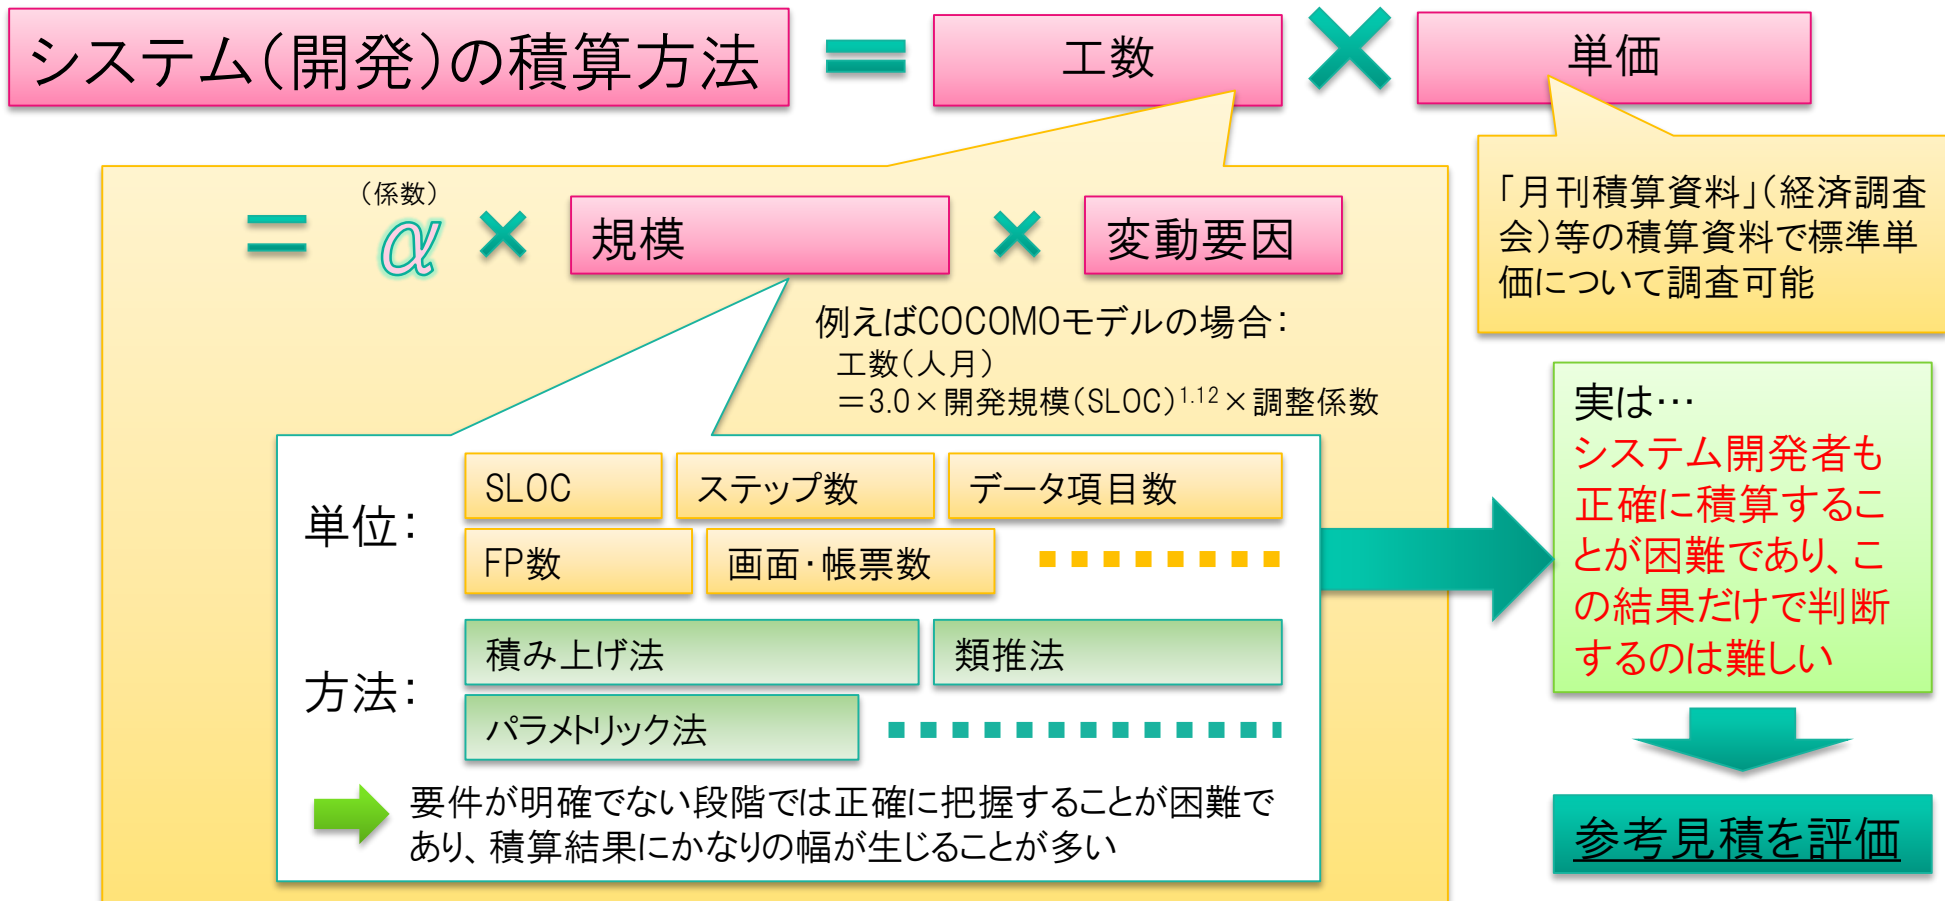 システム(開発)の積算方法 = 工数 × 単価
「月刊積算資料」(経済調査
会)等の積算資料で標準単
価について調査可能
(係数)
= α × 規模 × 変動要因
例えばCOCOMOモデルの場合:
工数(人月)
=3.0×開発規模(SLOC)1.12×調整係数
単位:
SLOC ステップ数 データ項目数
FP数 画面・帳票数
方法:
積み上げ法 類推法
パラメトリック法
要件が明確でない段階では正確に把握することが困難で
あり、積算結果にかなりの幅が生じることが多い
実は…
システム開発者も
正確に積算するこ
とが困難であり、こ
の結果だけで判断
するのは難しい
参考見積を評価